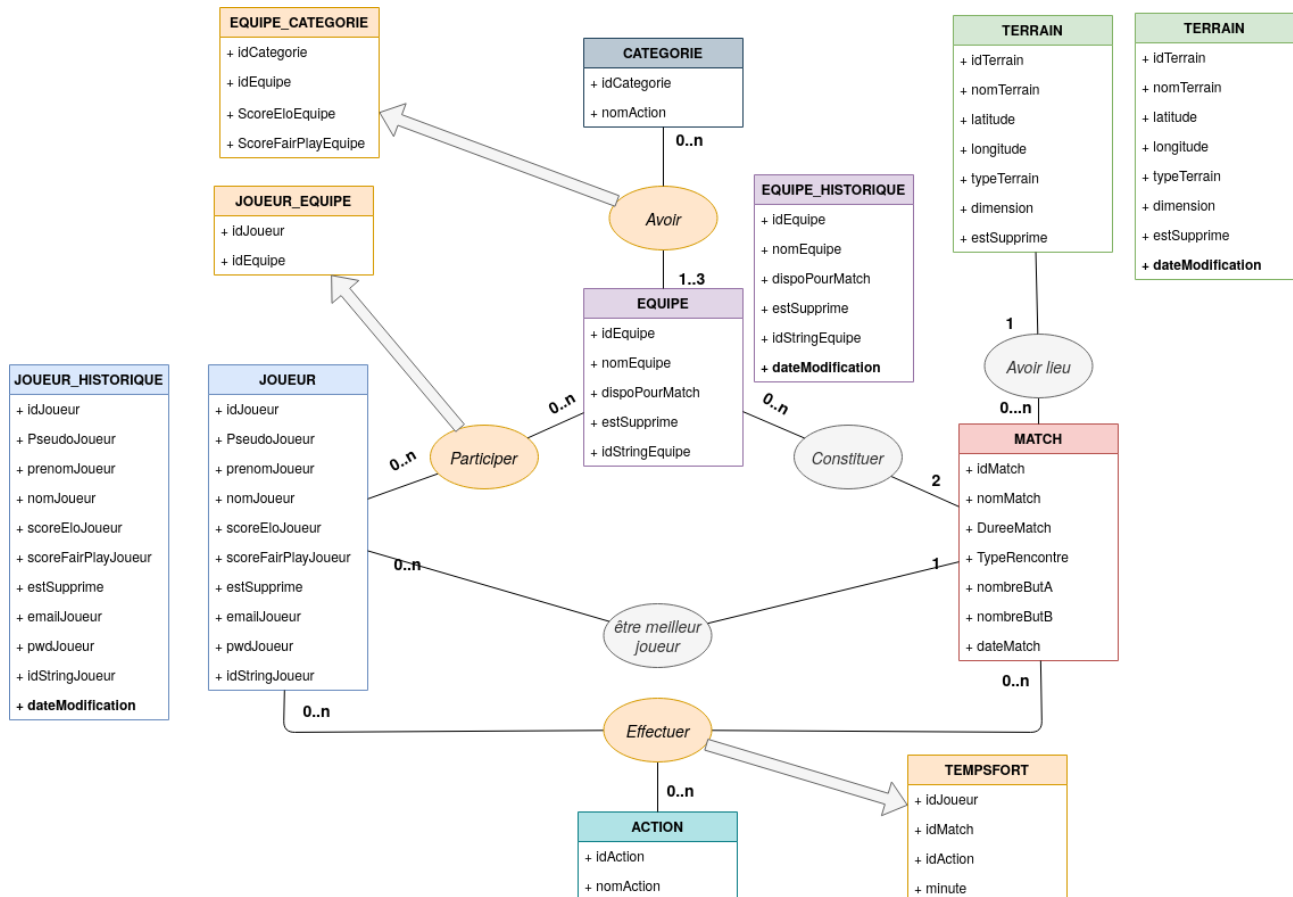 EQUIPE_CATEGORIE
+ idCategorie
+ idEquipe
+ ScoreEloEquipe
+ ScoreFairPlayEquipe
CATEGORIE
+ idCategorie
+ nomAction
0..n
TERRAIN
+ idTerrain
+ nomTerrain
+ latitude
+ longitude
+ typeTerrain
+ dimension
+ estSupprime
TERRAIN
+ idTerrain
+ nomTerrain
+ latitude
+ longitude
+ typeTerrain
+ dimension
+ estSupprime
+ dateModification
JOUEUR_EQUIPE
+ idJoueur
+ idEquipe
Avoir
1..3
EQUIPE_HISTORIQUE
+ idEquipe
+ nomEquipe
+ dispoPourMatch
+ estSupprime
+ idStringEquipe
+ dateModification
EQUIPE
+ idEquipe
+ nomEquipe
+ dispoPourMatch
+ estSupprime
+ idStringEquipe
1
Avoir lieu
0...n
JOUEUR_HISTORIQUE
+ idJoueur
+ PseudoJoueur
+ prenomJoueur
+ nomJoueur
+ scoreEloJoueur
+ scoreFairPlayJoueur
+ estSupprime
+ emailJoueur
+ pwdJoueur
+ idStringJoueur
+ dateModification
JOUEUR
+ idJoueur
+ PseudoJoueur
+ prenomJoueur
+ nomJoueur
+ scoreEloJoueur
+ scoreFairPlayJoueur
+ estSupprime
+ emailJoueur
+ pwdJoueur
+ idStringJoueur
0..n
Participer
0..n
0..n
Constituer
2
MATCH
+ idMatch
+ nomMatch
+ DureeMatch
+ TypeRencontre
+ nombreButA
+ nombreButB
+ dateMatch
0..n
être meilleur
joueur
1
0..n
Effectuer
0..n
0..n
ACTION
+ idAction
+ nomAction
TEMPSFORT
+ idJoueur
+ idMatch
+ idAction
+ minute